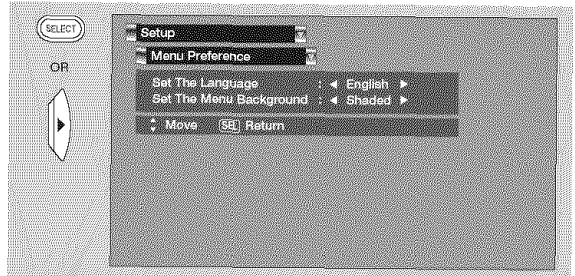 SELECT
OR
Setup
Menu Preference
Set The Language : ◄ English ►
Set The Menu Background : ◄ Shaded ►
Move SEL Return